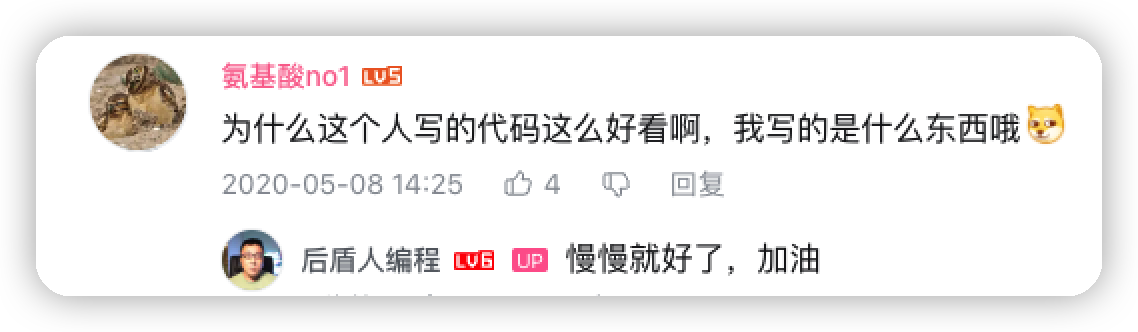 氨基酸no1 LV5
为什么这个人写的代码这么好看啊，我写的是什么东西哦
2020-05-08 14:25 4 回复
后盾人编程 LV6 UP 慢慢就好了，加油